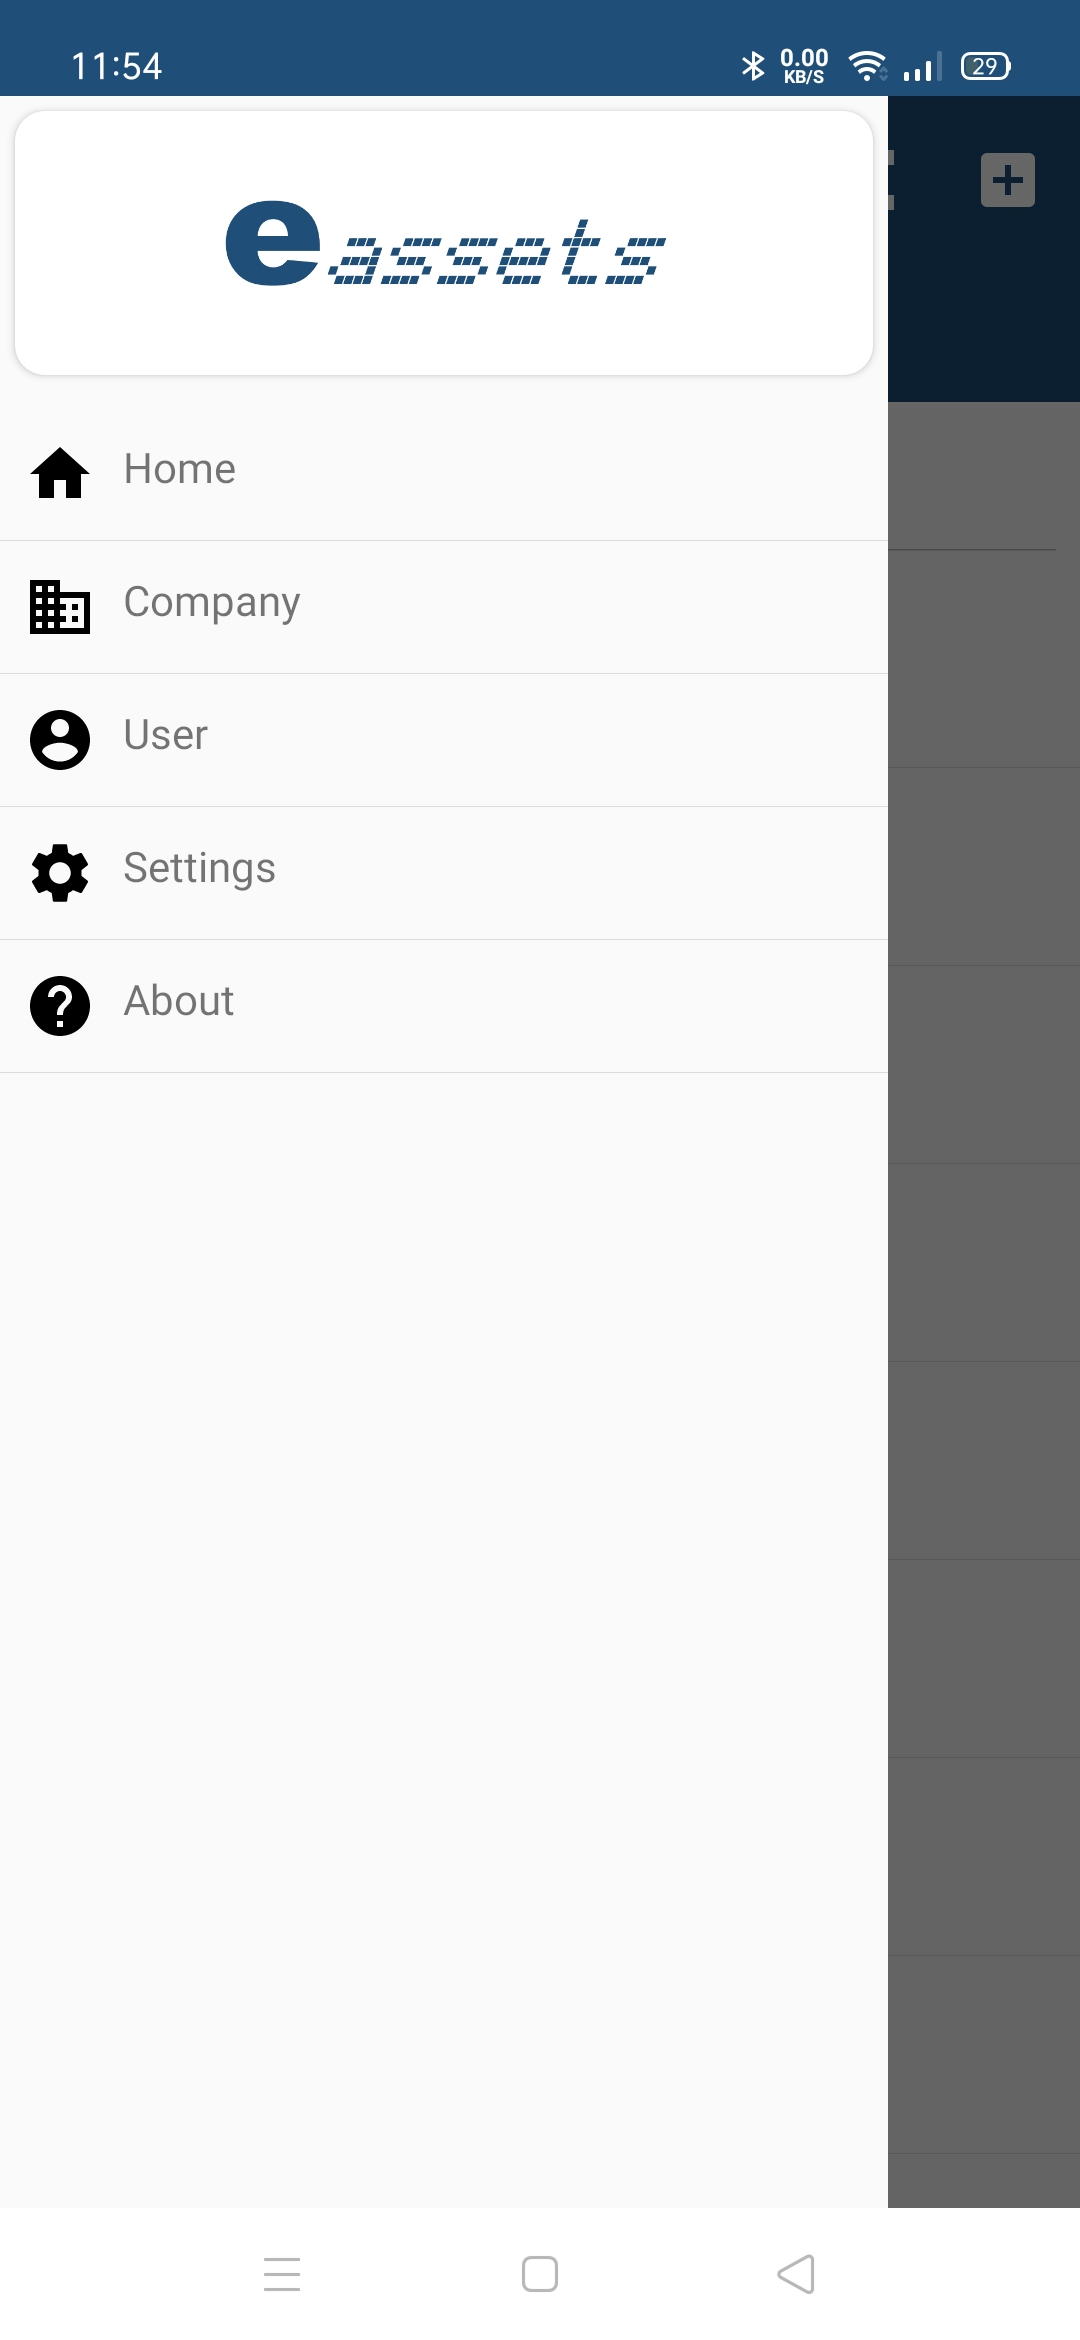 11:54
0.00
KB/S
29
eassets
Home
Company
User
Settings
About